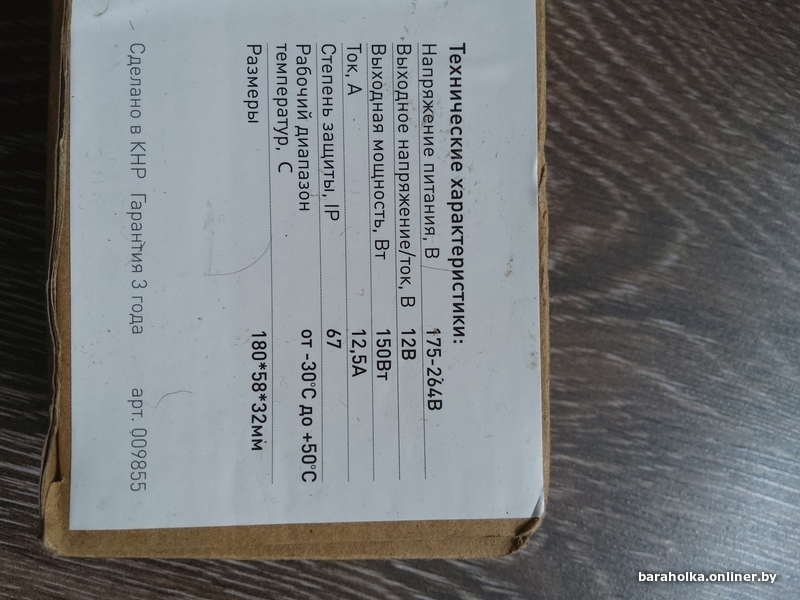 Технические характеристики:
Напряжение питания, В 175-264В
Выходное напряжение/ток, В 12В
Выходная мощность, Вт 150Вт
Ток, А 12,5А
Степень защиты, IP 67
Рабочий диапазон
температур, С от -30°С до +50°С
Размеры 180*58*32мм
Сделано в КНР Гарантия 3 года арт. 009855
baraholka.onliner.by